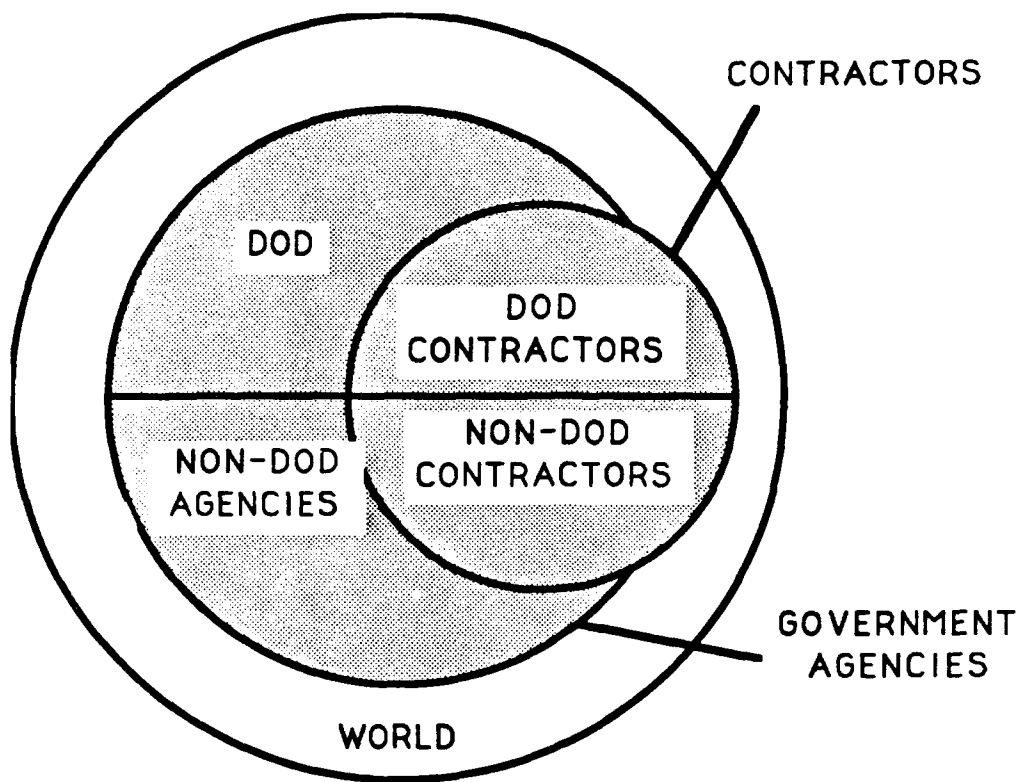 CONTRACTORS
DOD
DOD
CONTRACTORS
NON-DOD
AGENCIES
NON-DOD
CONTRACTORS
GOVERNMENT
AGENCIES
WORLD